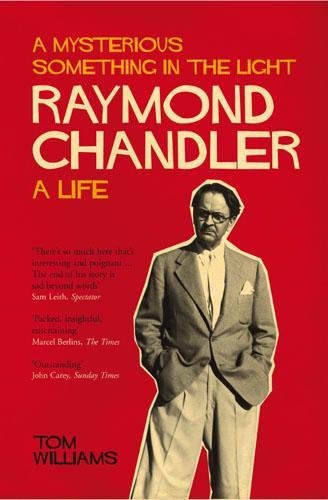 A MYSTERIOUS
SOMETHING IN THE LIGHT
RAYMOND
CHANDLER
A LIFE
‘There’s so much here that’s
interesting and poignant ...
The end of his story is
sad beyond words’
Sam Leith, Spectator
‘Packed, insightful,
entertaining’
Marcel Berlins, The Times
‘Outstanding’
John Carey, Sunday Times
TOM
WILLIAMS